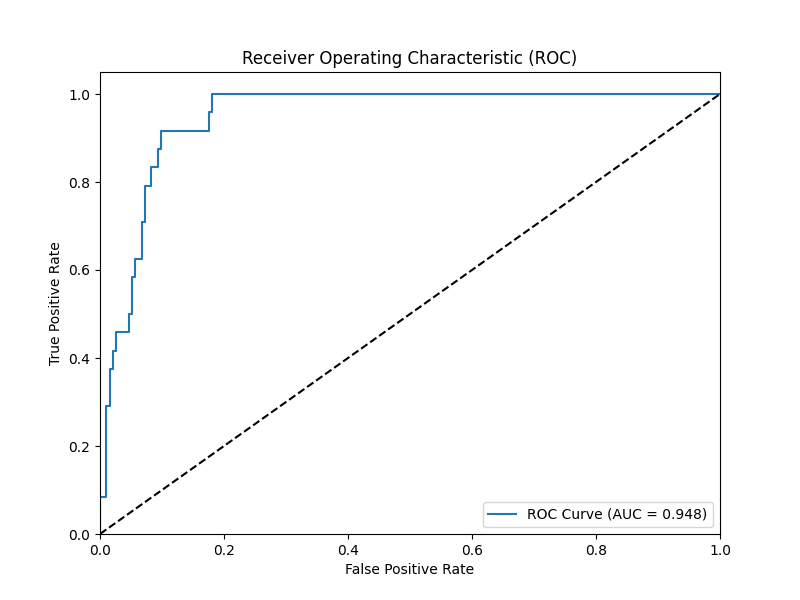 Receiver Operating Characteristic (ROC)
1.0
0.8
0.6
0.4
0.2
0.0
True Positive Rate
ROC Curve (AUC = 0.948)
0.0 0.2 0.4 0.6 0.8 1.0
False Positive Rate